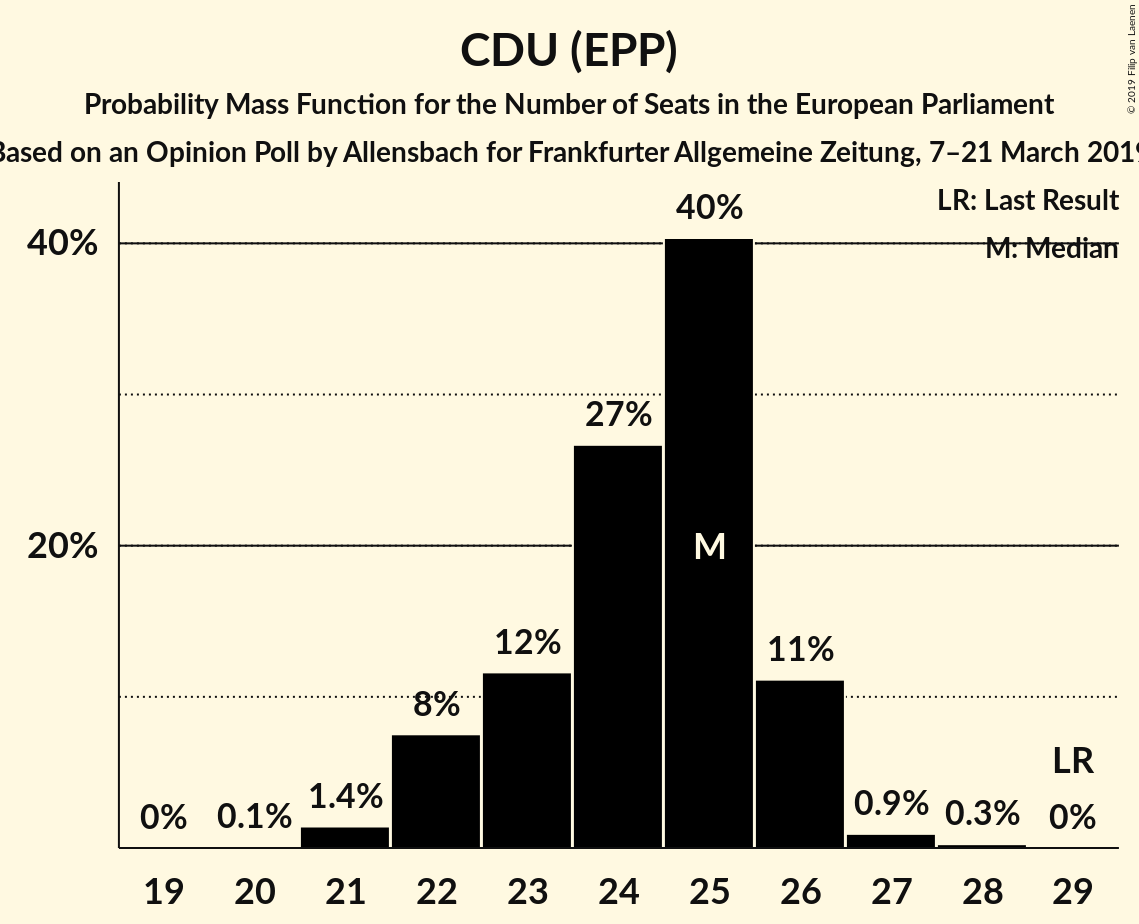 CDU (EPP)
Probability Mass Function for the Number of Seats in the European Parliament
Based on an Opinion Poll by Allensbach for Frankfurter Allgemeine Zeitung, 7–21 March 2019
© 2019 Filip van Laenen
LR: Last Result
M: Median
40%
20%
0%
0.1%
1.4%
8%
12%
27%
40%
M
11%
0.9%
0.3%
LR
0%
19 20 21 22 23 24 25 26 27 28 29